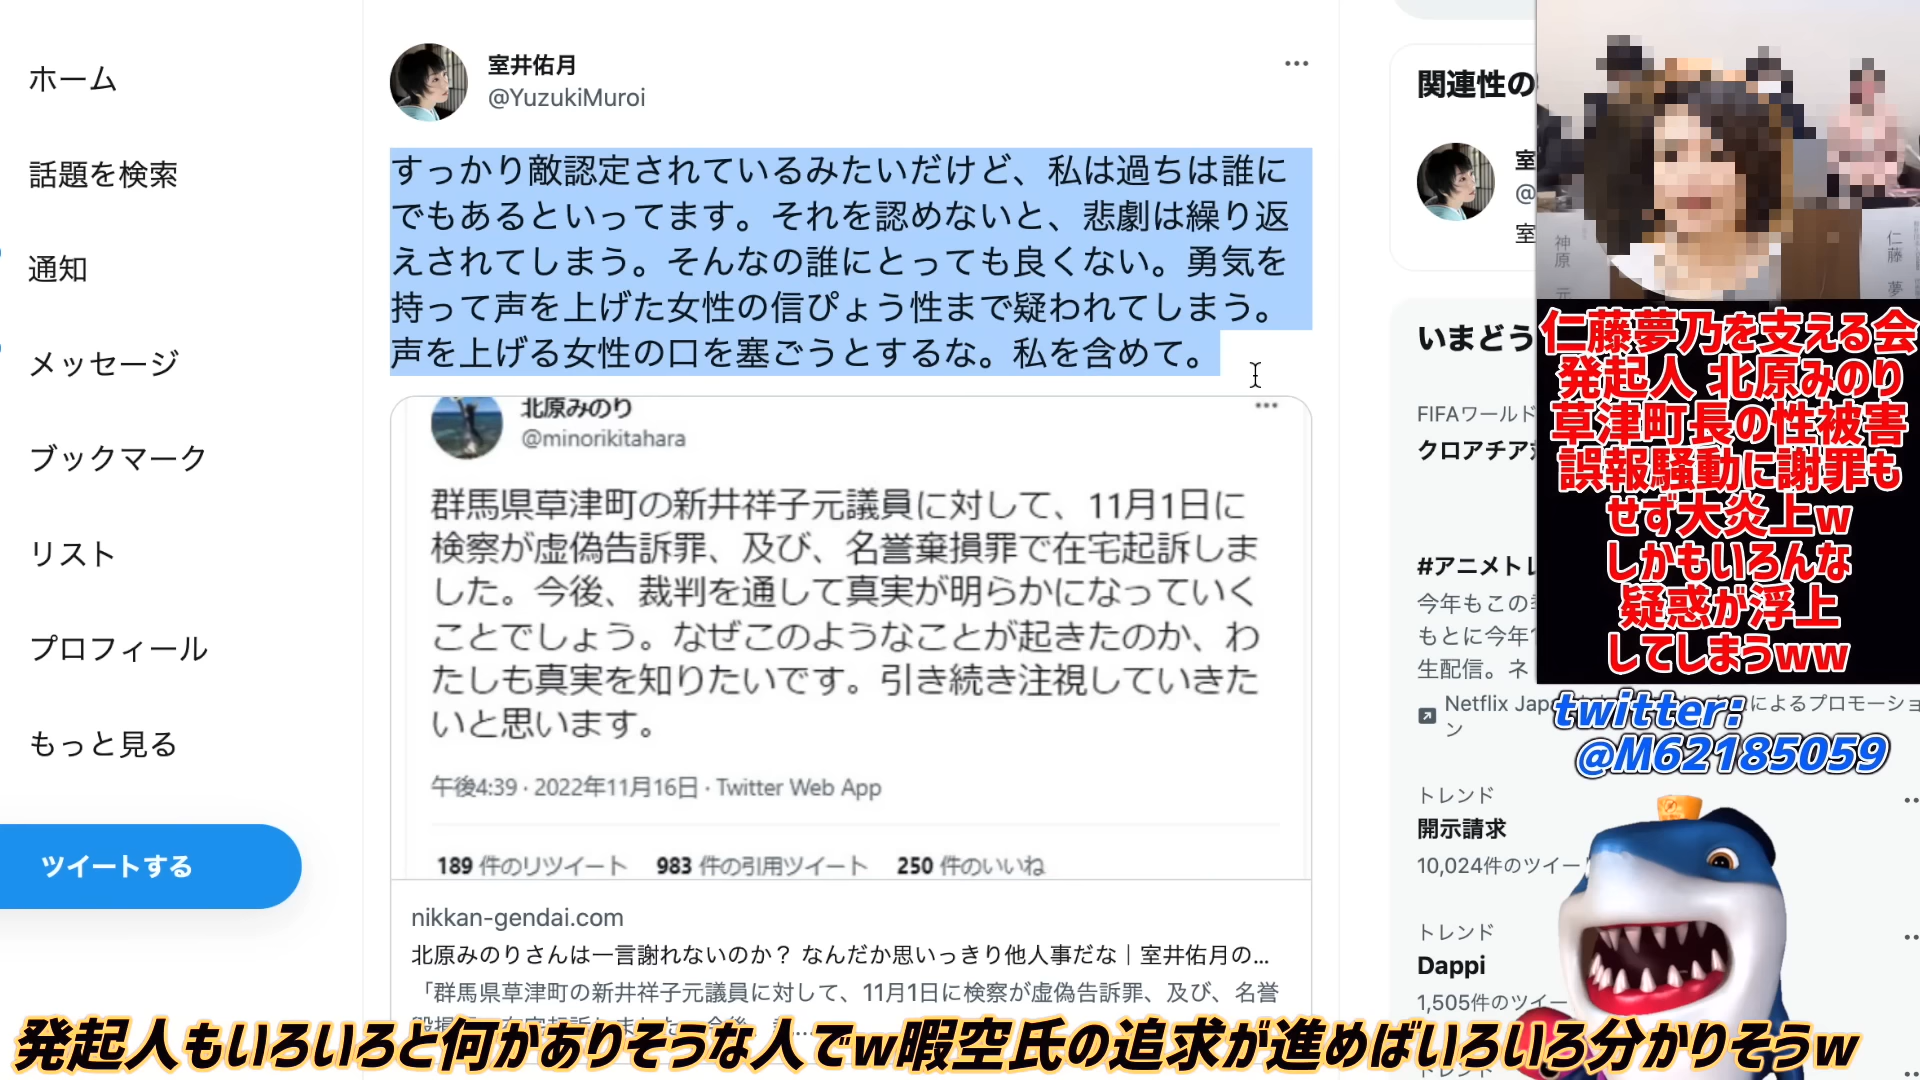 ホーム
話題を検索
通知
メッセージ
ブックマーク
リスト
プロフィール
もっと見る
ツイートする
室井佑月
@YuzukiMuroi
すっかり敵認定されているみたいだけど、私は過ちは誰に
でもあるといってます。それを認めないと、悲劇は繰り返
えされてしまう。そんなの誰にとっても良くない。勇気を
持って声を上げた女性の信ぴょう性まで疑われてしまう。
声を上げる女性の口を塞ごうとするな。私を含めて。
北原みのり
@minorikitahara
群馬県草津町の新井祥子元議員に対して、11月1日に
検察が虚偽告訴罪、及び、名誉棄損罪で在宅起訴しま
した。今後、裁判を通して真実が明らかになっていく
ことでしょう。なぜこのようなことが起きたのか、わ
たしも真実を知りたいです。引き続き注視していきた
いと思います。
午後4:39 · 2022年11月16日 · Twitter Web App
189 件のリツイート 983 件の引用ツイート 250 件のいいね
nikkan-gendai.com
北原みのりさんは一言謝れないのか？ なんだか思いっきり他人事だな｜室井佑月の...
「群馬県草津町の新井祥子元議員に対して、11月1日に検察が虚偽告訴罪、及び、名誉
関連性の
室
@
室
いまどう
FIFAワールド
クロアチア
#アニメトレ
今年もこの
もとに今年
生配信。ネ
Netflix Jap によるプロモーショ
ン
トレンド
開示請求
10,024件のツイー
トレンド
Dappi
1,505件のツイー
トレンド
神原 元
仁藤 夢
仁藤夢乃を支える会
発起人 北原みのり
草津町長の性被害
誤報騒動に謝罪も
せず大炎上w
しかもいろんな
疑惑が浮上
してしまうww
twitter:
@M62185059
発起人もいろいろと何かありそうな人でw暇空氏の追求が進めばいろいろ分かりそうw